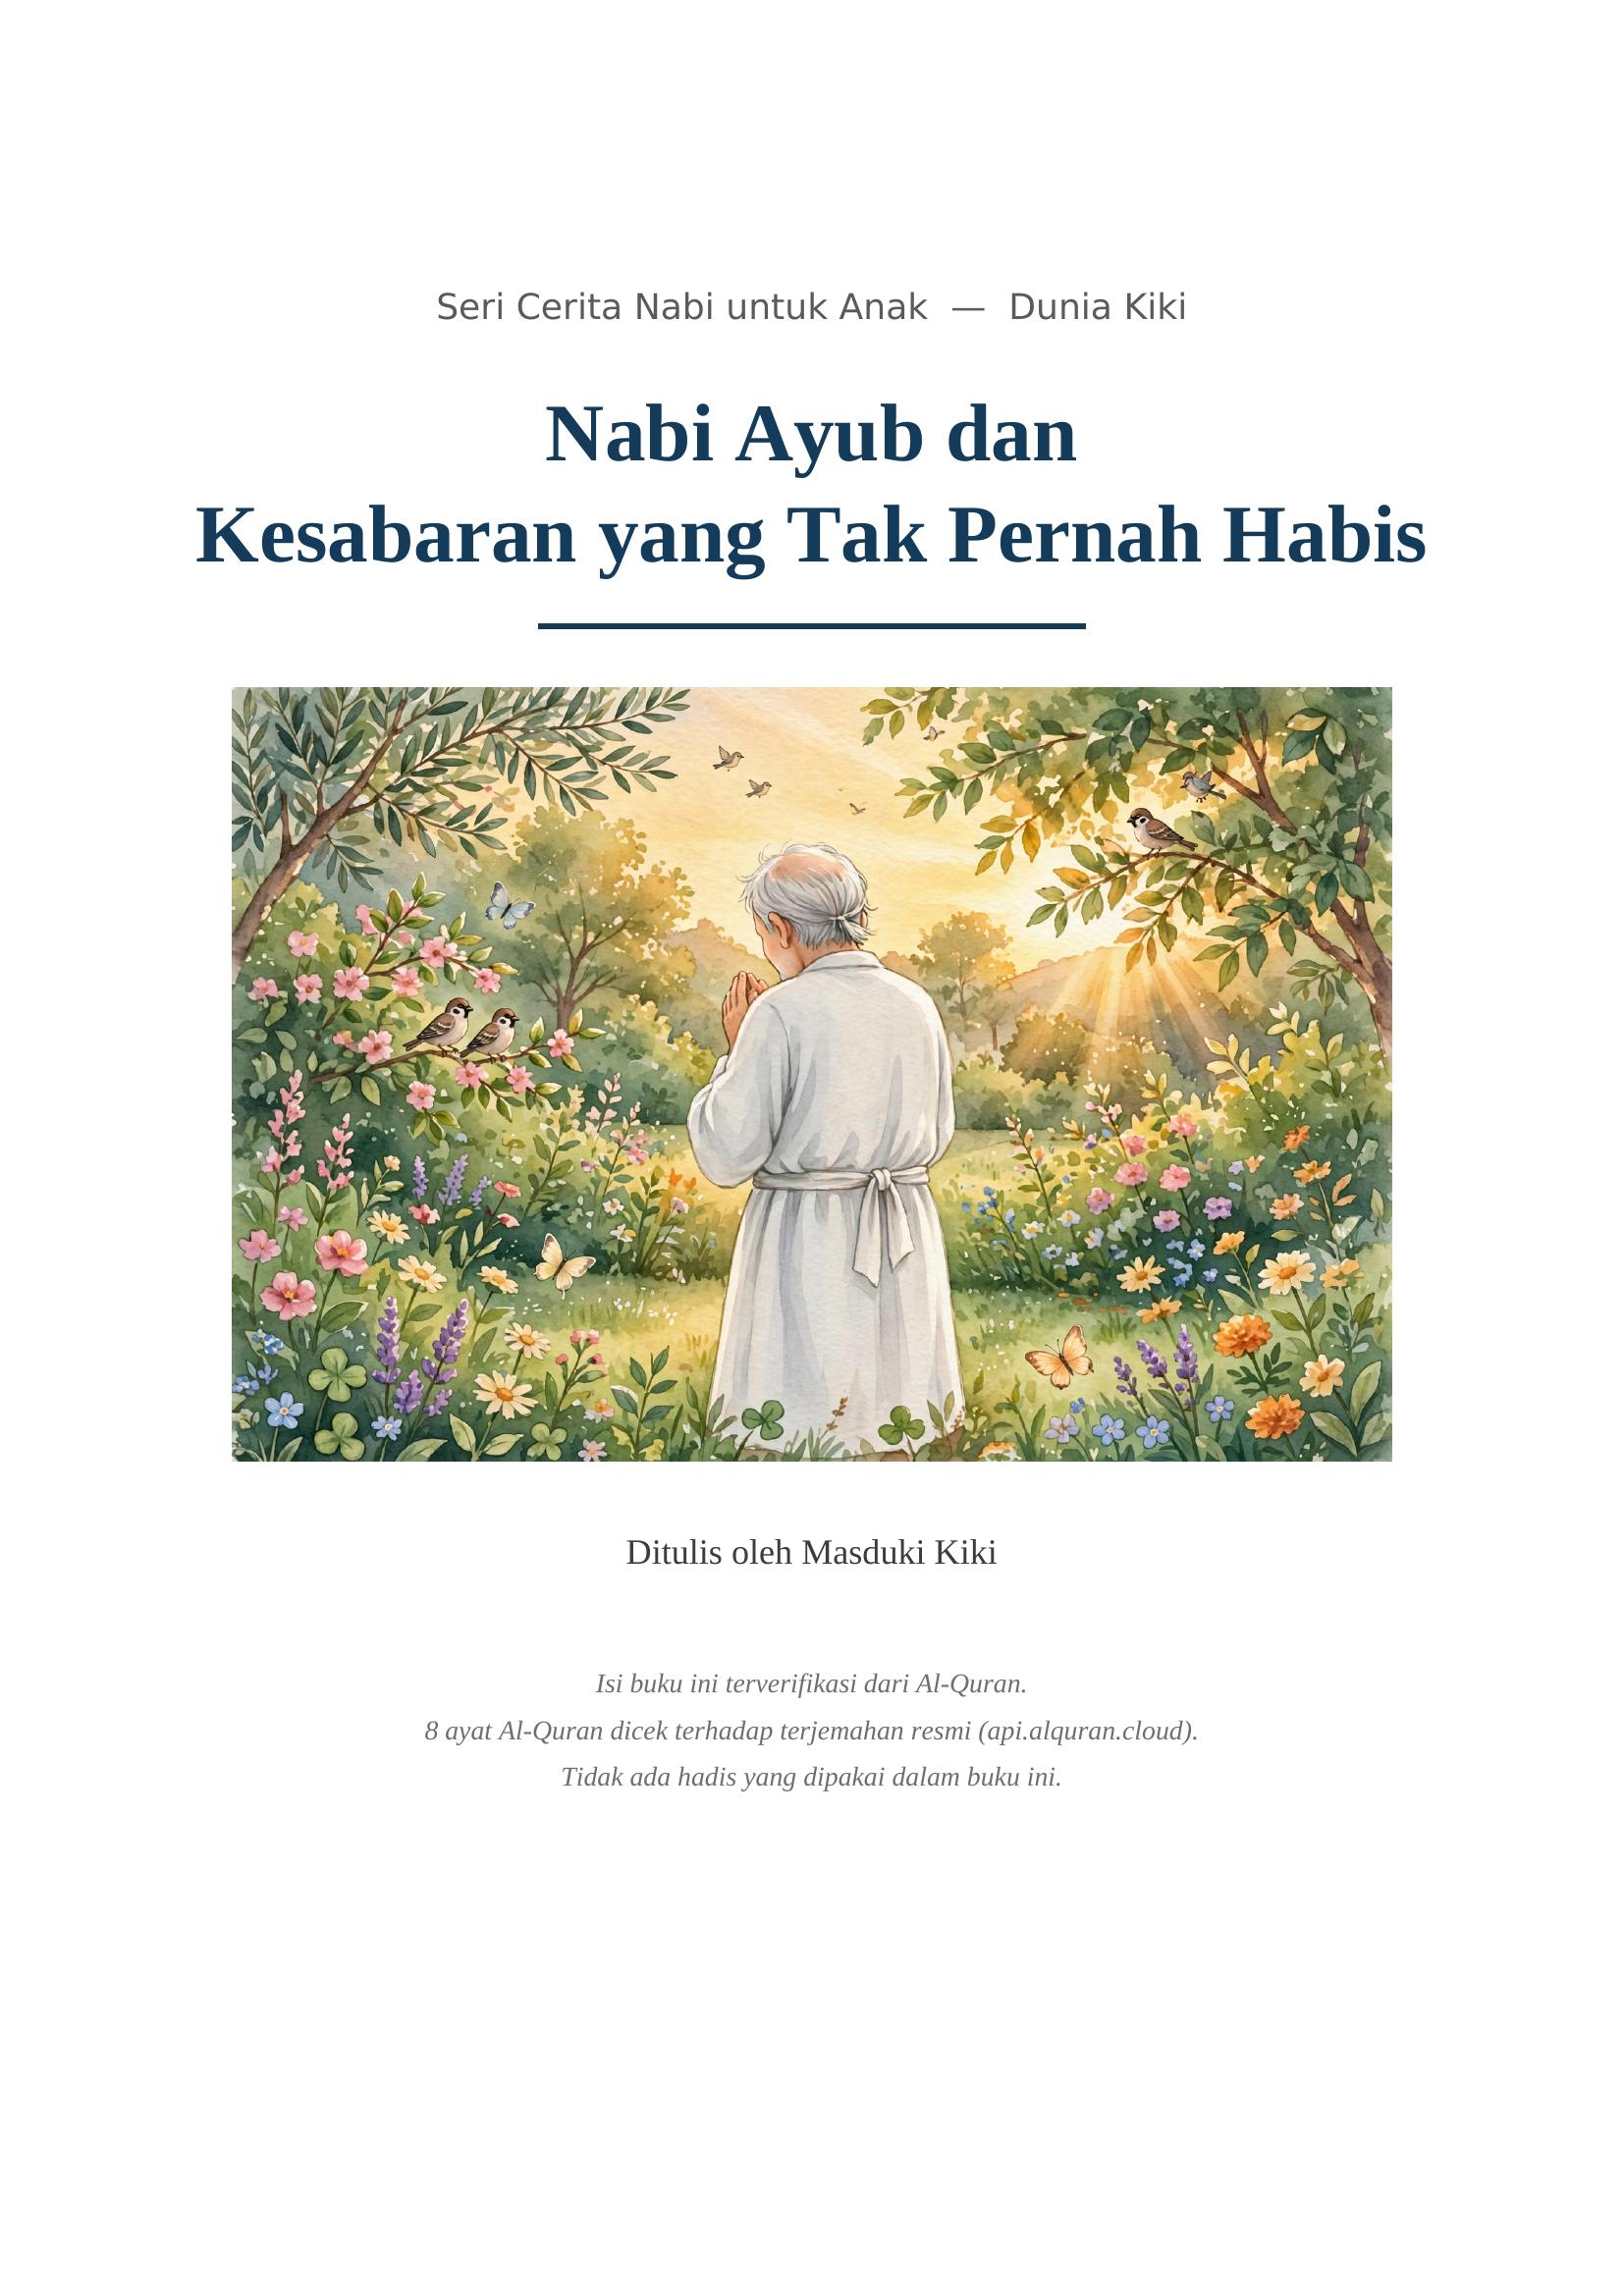 Seri Cerita Nabi untuk Anak — Dunia Kiki
Nabi Ayub dan
Kesabaran yang Tak Pernah Habis
Ditulis oleh Masduki Kiki
Isi buku ini terverifikasi dari Al-Quran.
8 ayat Al-Quran dicek terhadap terjemahan resmi (api.alquran.cloud).
Tidak ada hadis yang dipakai dalam buku ini.